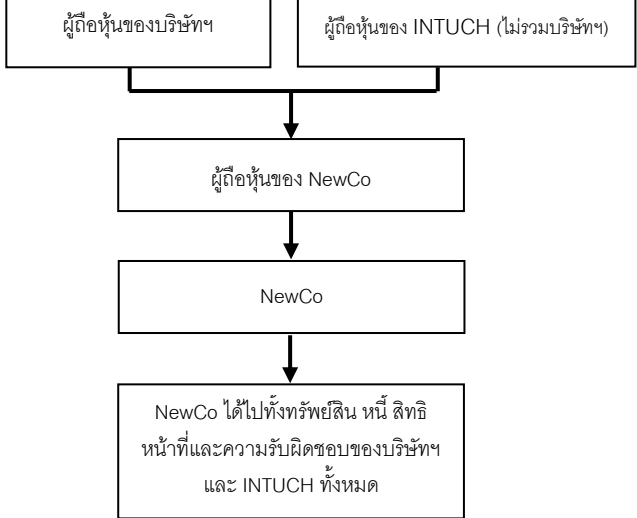 ผู้ถือหุ้นของบริษัทฯ
ผู้ถือหุ้นของ INTUCH (ไม่รวมบริษัทฯ)
ผู้ถือหุ้นของ NewCo
NewCo
NewCo ได้ไปทั้งทรัพย์สิน หนี้ สิทธิ
หน้าที่และความรับผิดชอบของบริษัทฯ
และ INTUCH ทั้งหมด